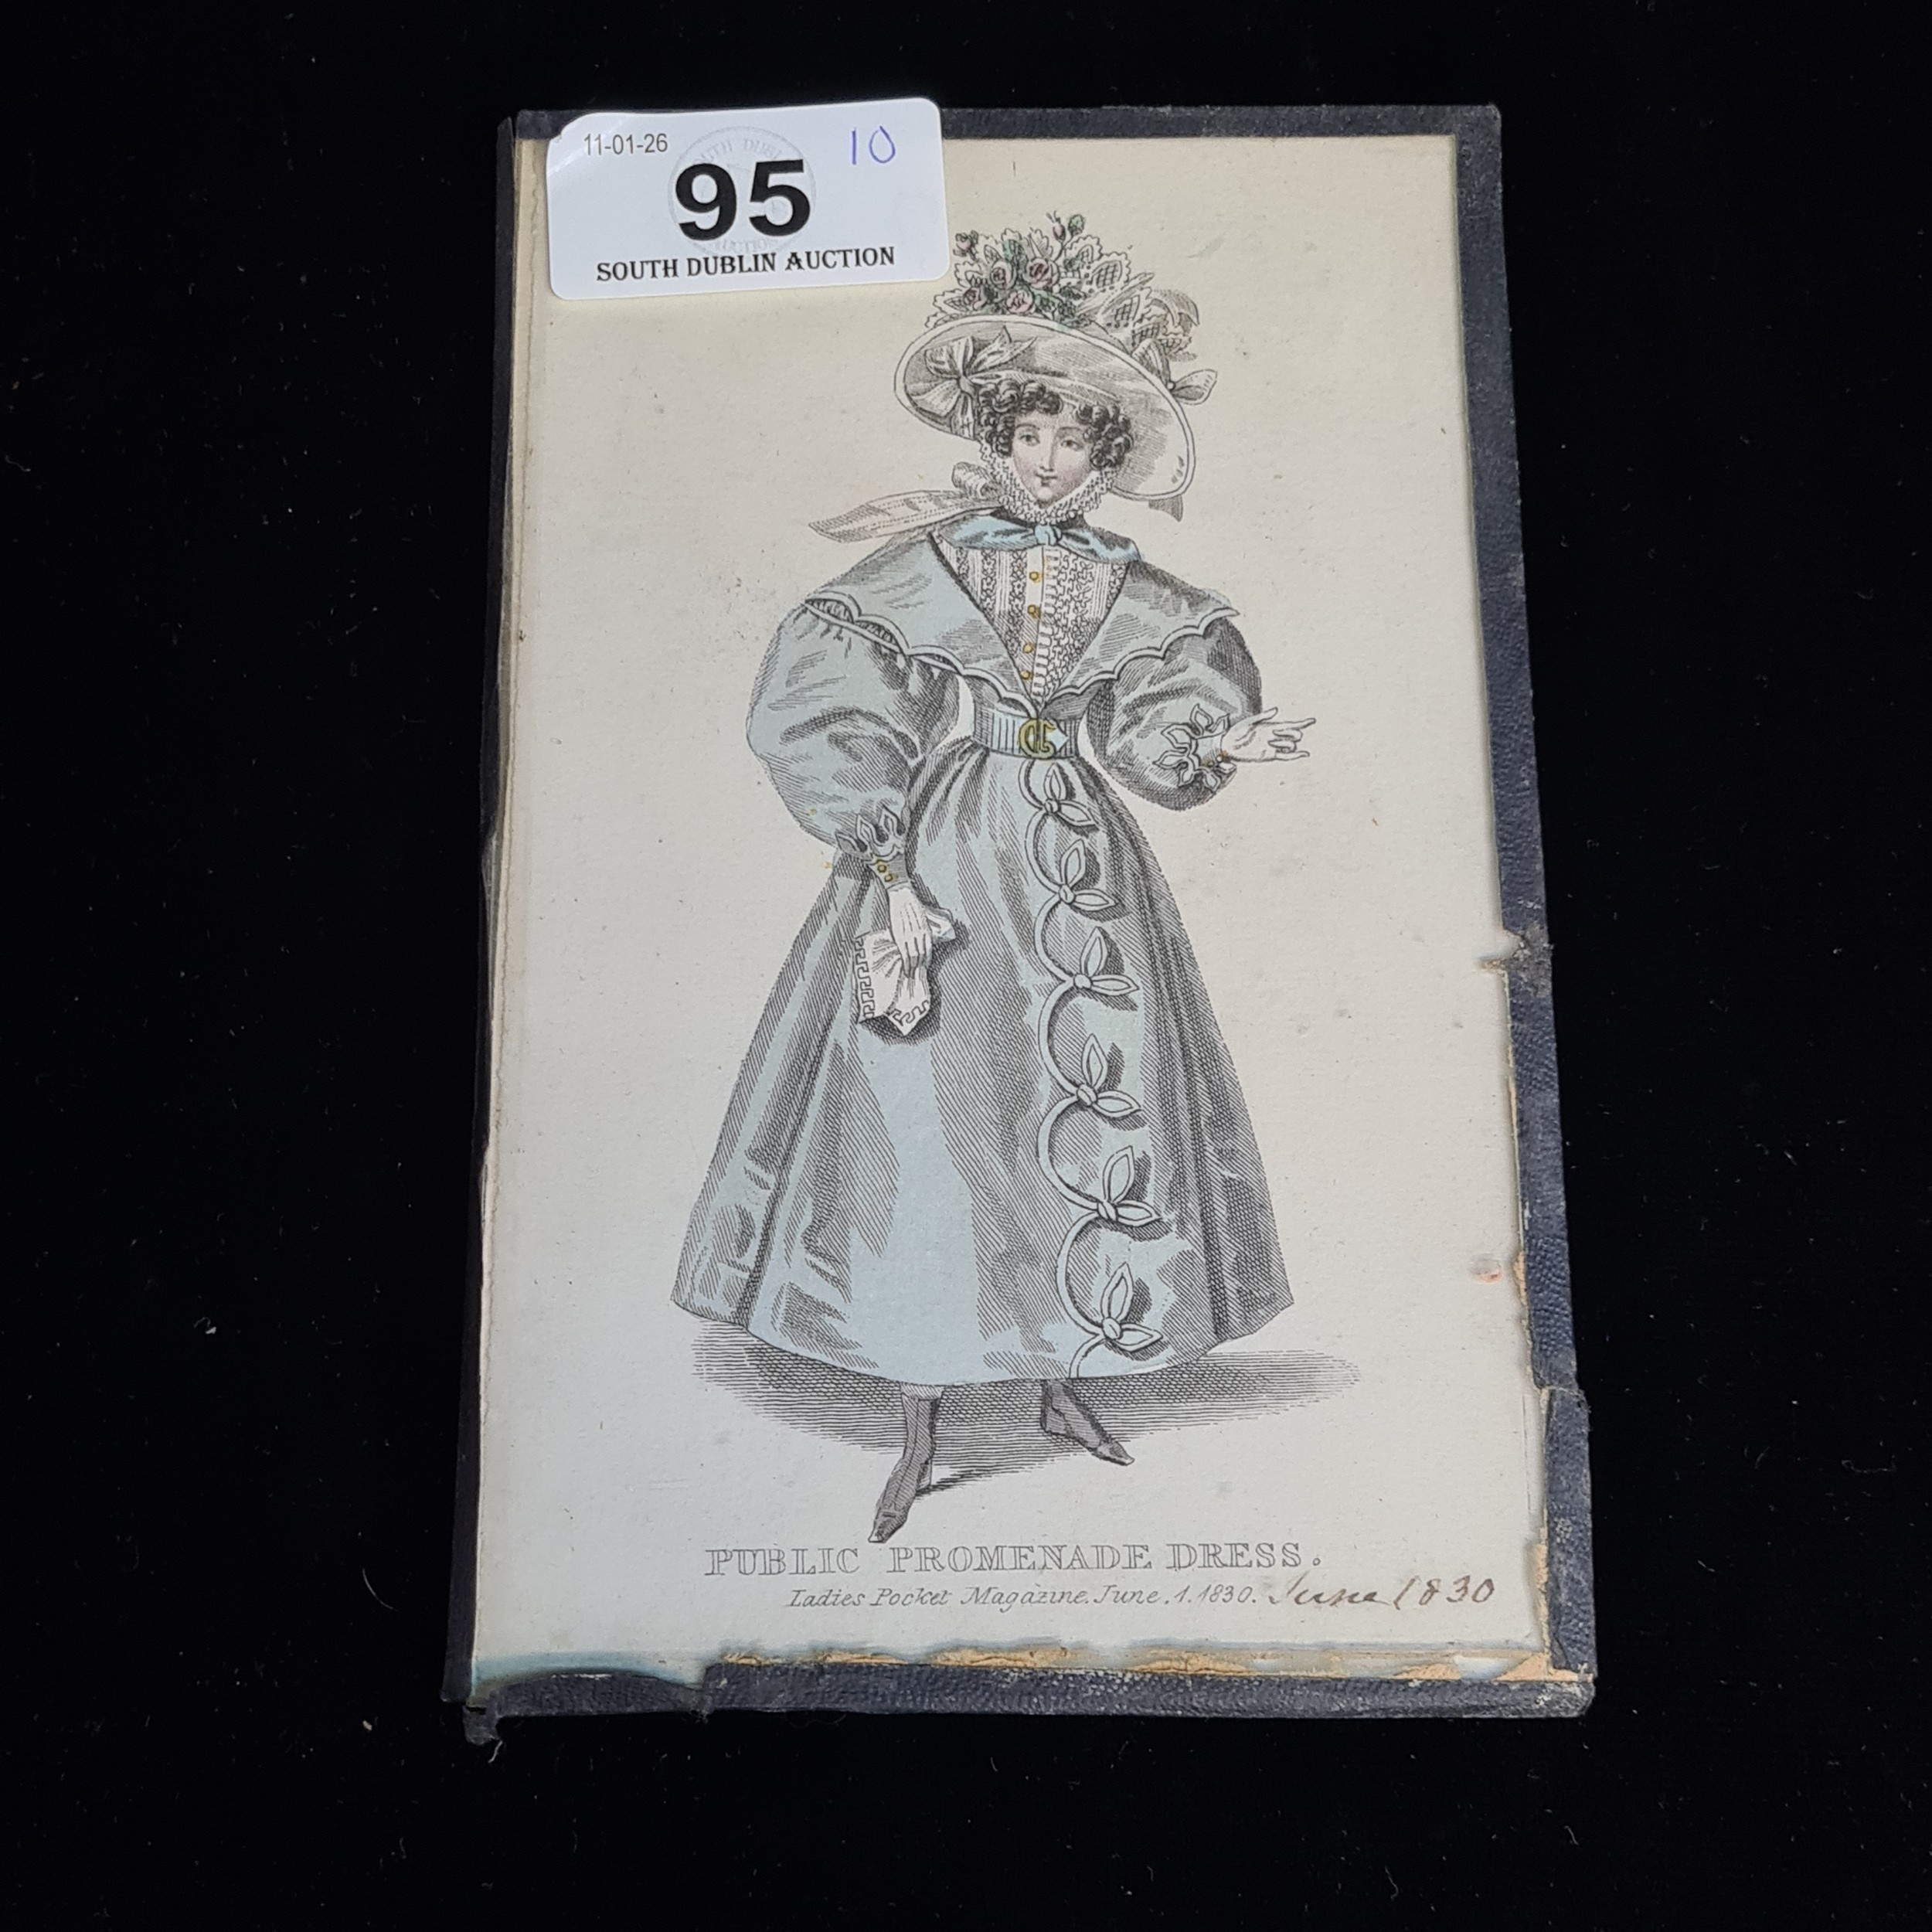 11-01-26
10
95
SOUTH DUBLIN AUCTION
PUBLIC PROMENADE DRESS.
Ladies Pocket Magazine. June. 1. 1830. June 1830